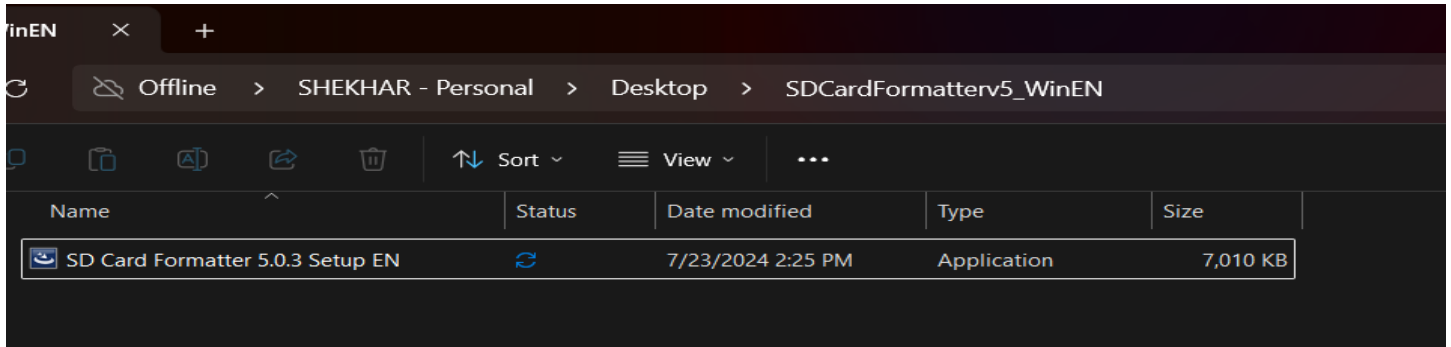 /inEN
Offline > SHEKHAR - Personal > Desktop > SDCardFormatterv5_WinEN
Sort View
Name Status Date modified Type Size
SD Card Formatter 5.0.3 Setup EN 7/23/2024 2:25 PM Application 7,010 KB